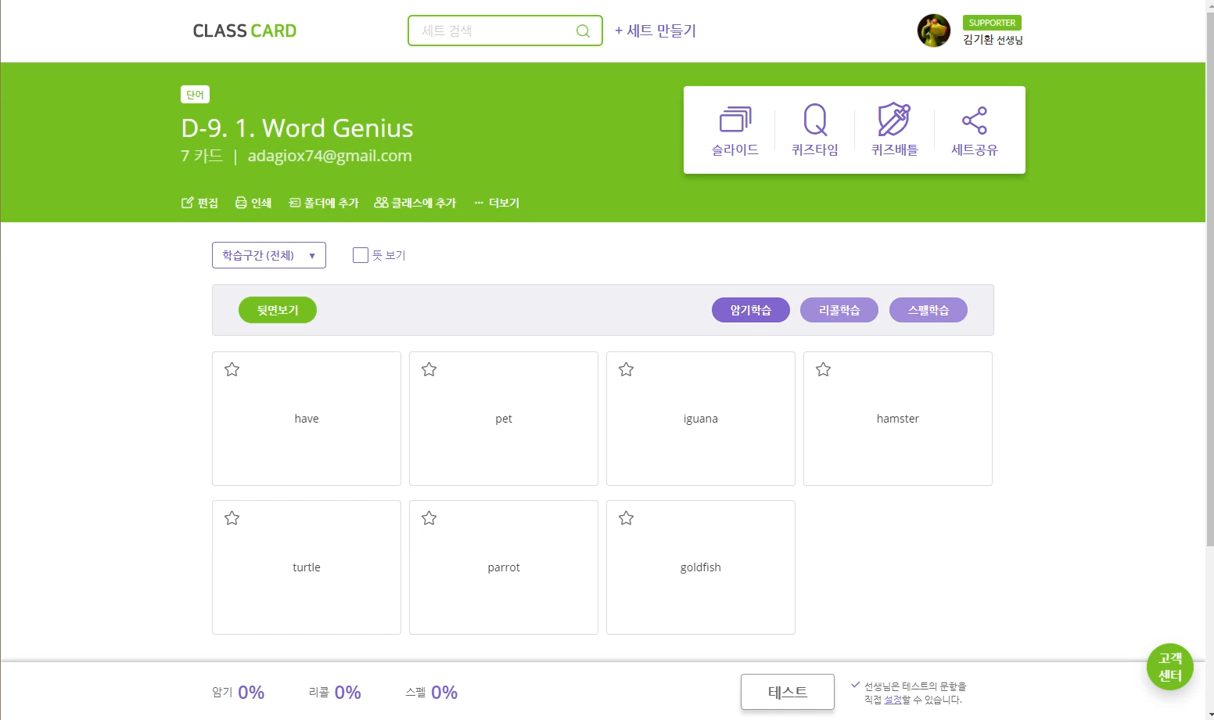 CLASS CARD
세트 검색
+ 세트 만들기
SUPPORTER
김기환 선생님
단어
D-9. 1. Word Genius
7 카드 | adagiox74@gmail.com
슬라이드
퀴즈타임
퀴즈배틀
세트공유
편집
인쇄
폴더에 추가
클래스에 추가
··· 더보기
학습구간 (전체) ▼
뜻 보기
뒷면보기
암기학습
리콜학습
스펠학습
have
pet
iguana
hamster
turtle
parrot
goldfish
고객
센터
암기 0%
리콜 0%
스펠 0%
테스트
선생님은 테스트의 문항을
직접 설정할 수 있습니다.